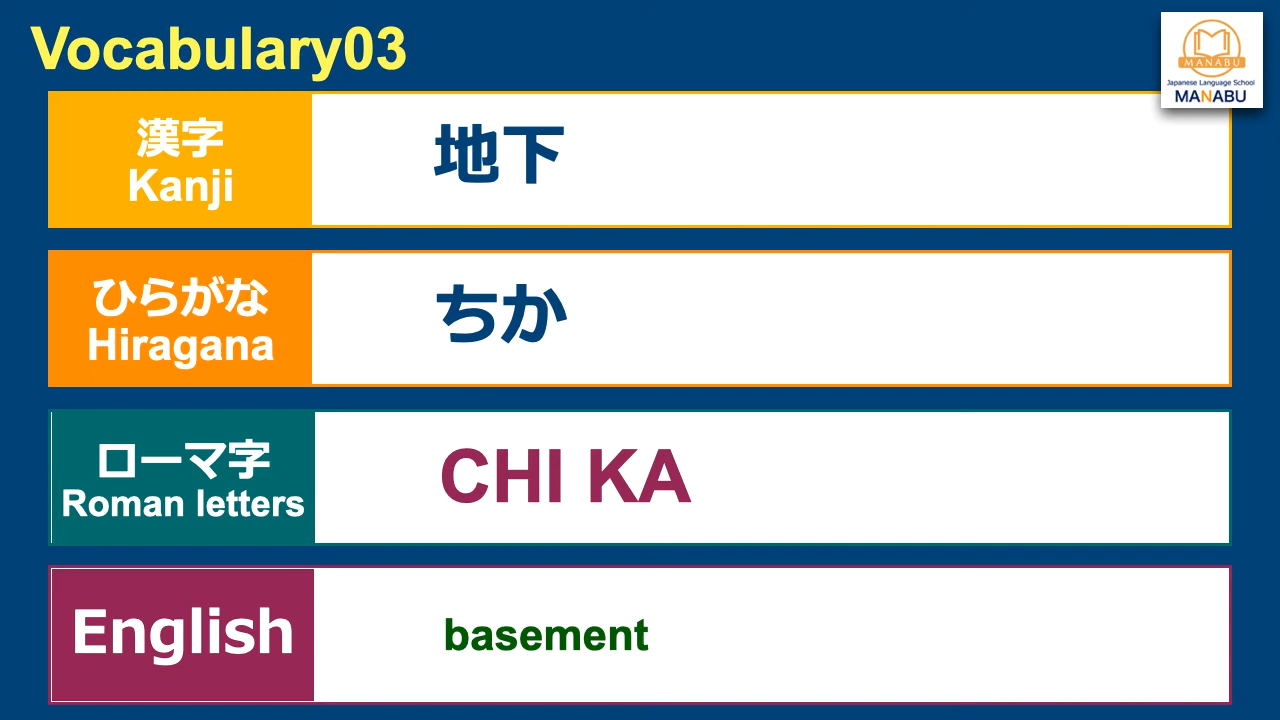 Vocabulary03
MANABU
Japanese Language School
MANABU
漢字
Kanji
地下
ひらがな
Hiragana
ちか
ローマ字
Roman letters
CHI KA
English
basement